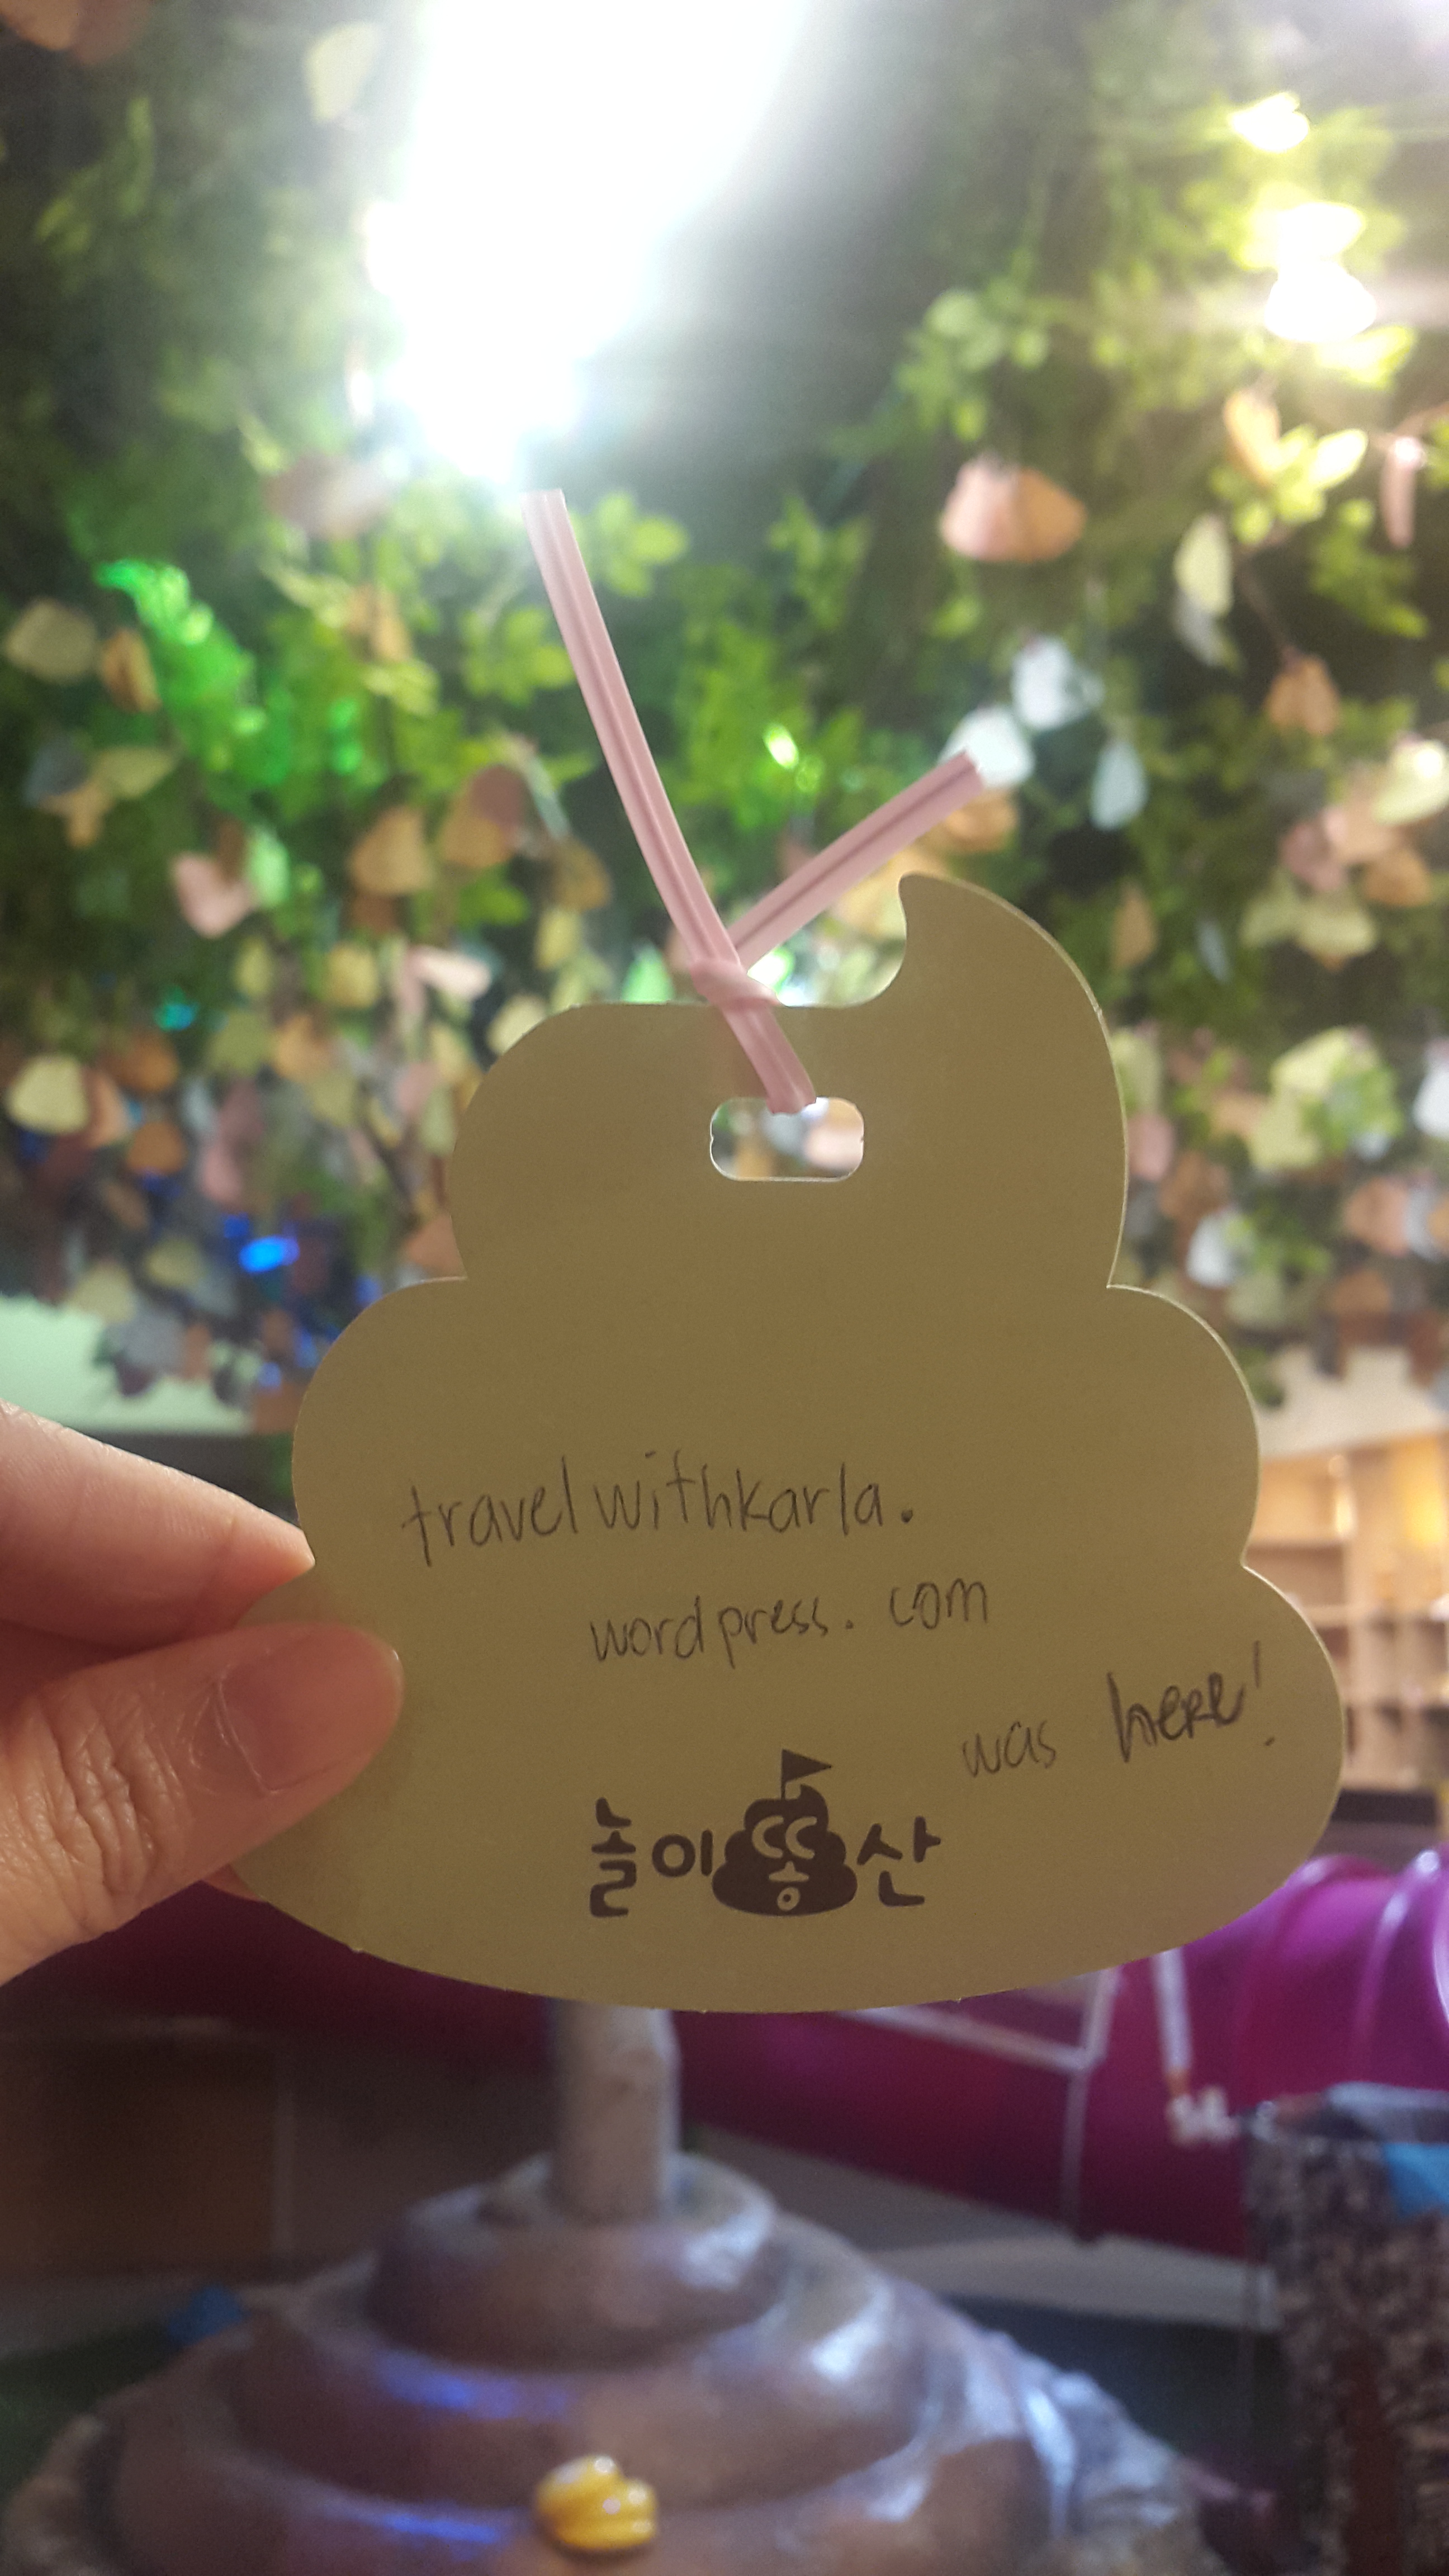 travelwithkarla.
wordpress.com
was here!
놀이똥산